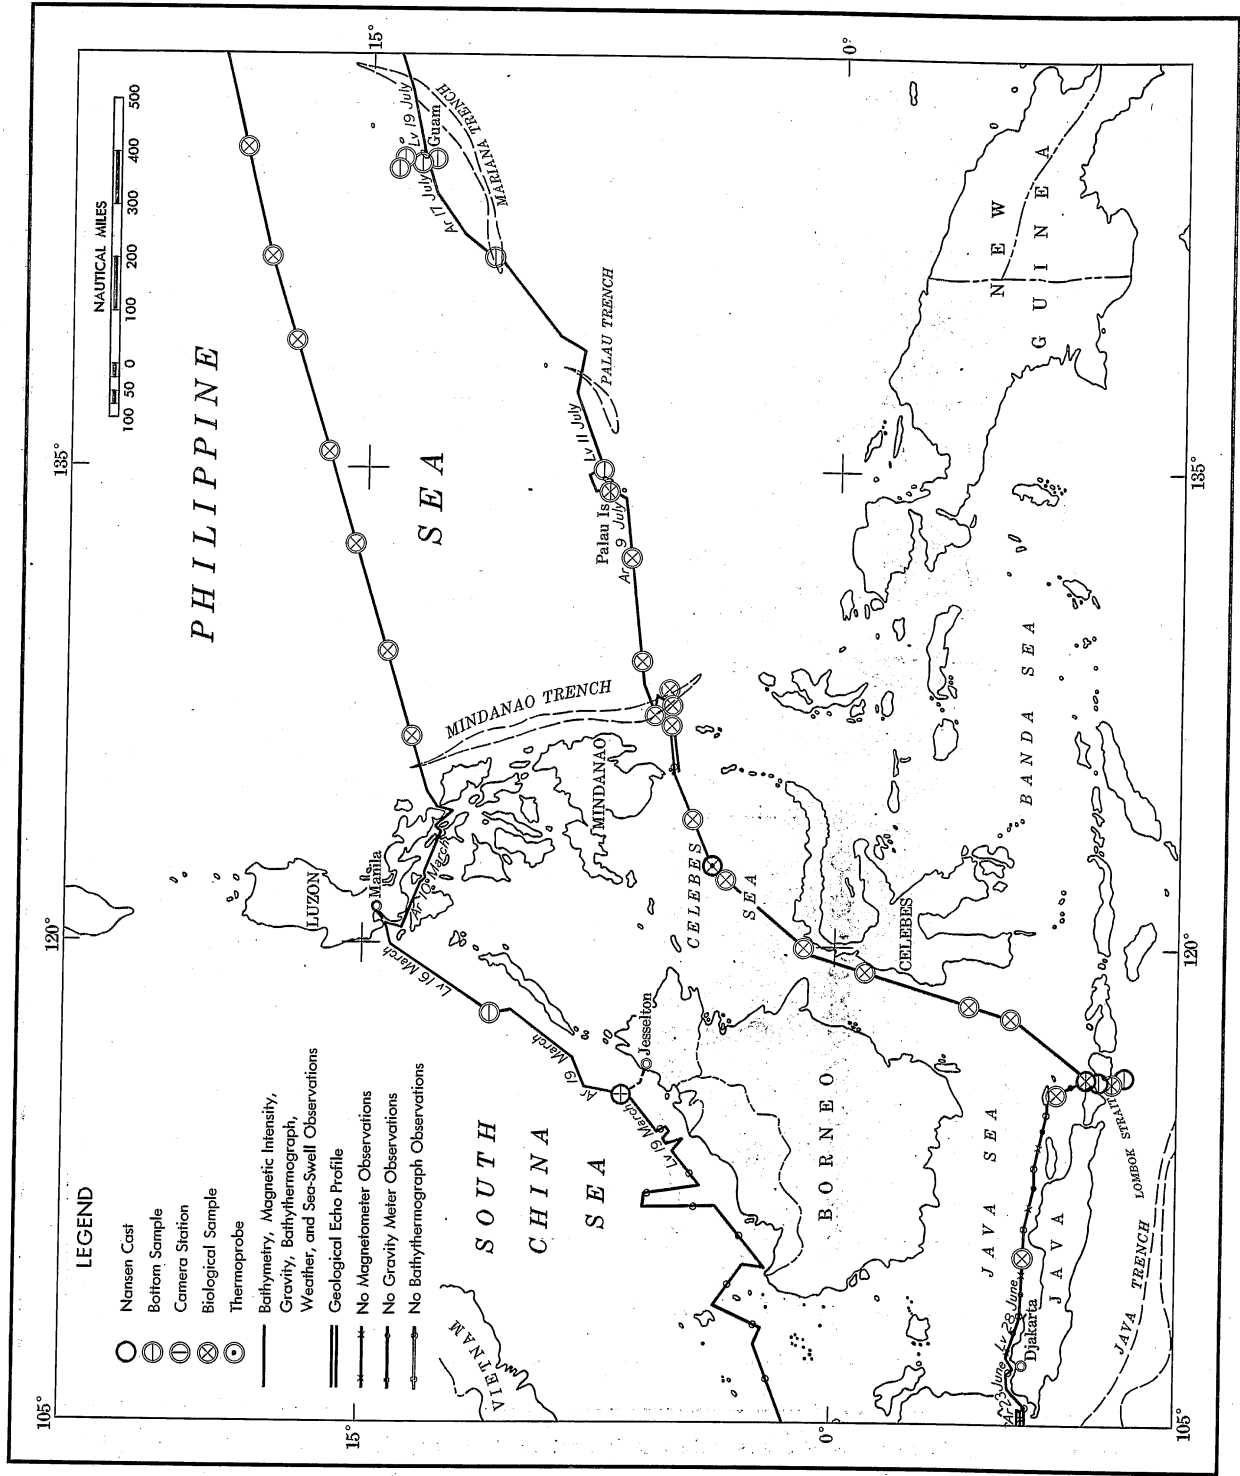 LEGEND
Nansen Cast
Bottom Sample
Camera Station
Biological Sample
Thermoprobe
Bathymetry, Magnetic Intensity,
Gravity, Bathythermograph,
Weather, and Sea-Swell Observations
Geological Echo Profile
No Magnetometer Observations
No Gravity Meter Observations
No Bathythermograph Observations
NAUTICAL MILES
100 50 0 100 200 300 400 500
105°
120°
135°
15°
0°
15°
0°
105°
120°
135°
PHILIPPINE
SEA
MARIANA TRENCH
Lv 19 July
Guam
Ar 17 July
PALAU TRENCH
Lv 11 July
Palau Is
Ar 9 July
MINDANAO TRENCH
MINDANAO
LUZON
Manila
Ar 10 March
Lv 16 March
Ar 19 March
Jesselton
Lv 19 March
SOUTH
CHINA
SEA
VIETNAM
BORNEO
CELEBES
SEA
CELEBES
BANDA SEA
NEW
GUINEA
JAVA SEA
JAVA
Ar 23 June
Lv 28 June
Djakarta
LOMBOK STRAIT
JAVA TRENCH